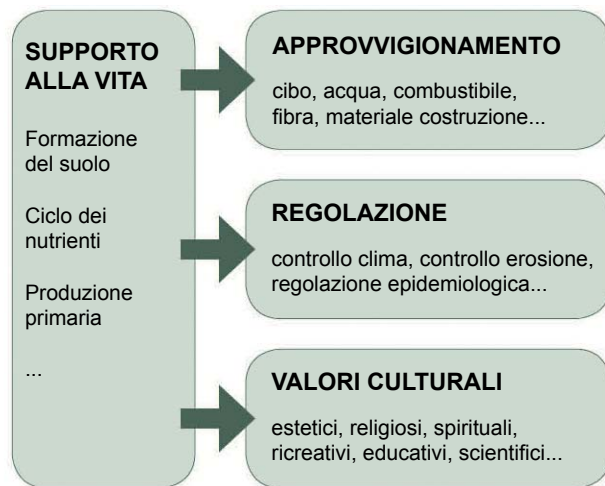 SUPPORTO
ALLA VITA
Formazione
del suolo
Ciclo dei
nutrienti
Produzione
primaria
...
APPROVVIGIONAMENTO
cibo, acqua, combustibile,
fibra, materiale costruzione...
REGOLAZIONE
controllo clima, controllo erosione,
regolazione epidemiologica...
VALORI CULTURALI
estetici, religiosi, spirituali,
ricreativi, educativi, scientifici...